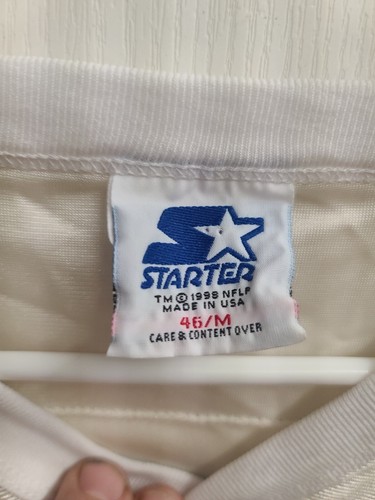 STARTER
TM © 1998 NFLP
MADE IN USA
46/M
CARE & CONTENT OVER